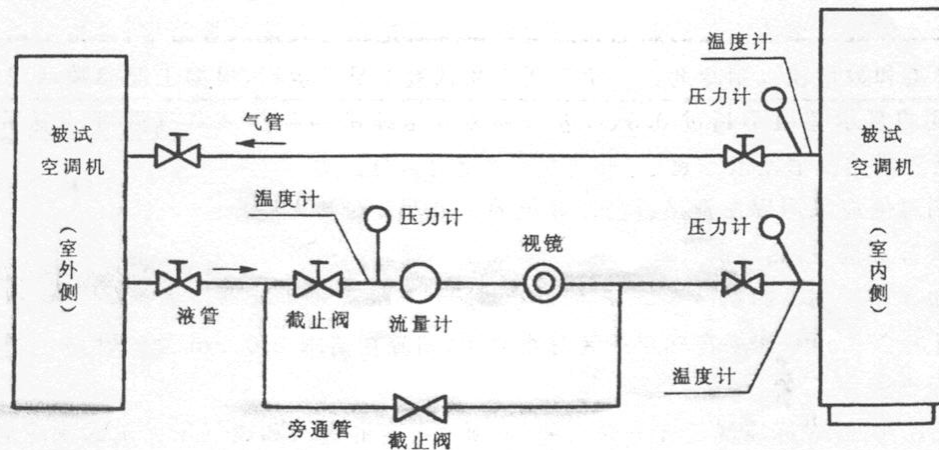 温度计
压力计
气管
被试
空调机
（室外侧）
被试
空调机
（室内侧）
温度计
压力计
视镜
压力计
液管
截止阀
流量计
温度计
旁通管
截止阀